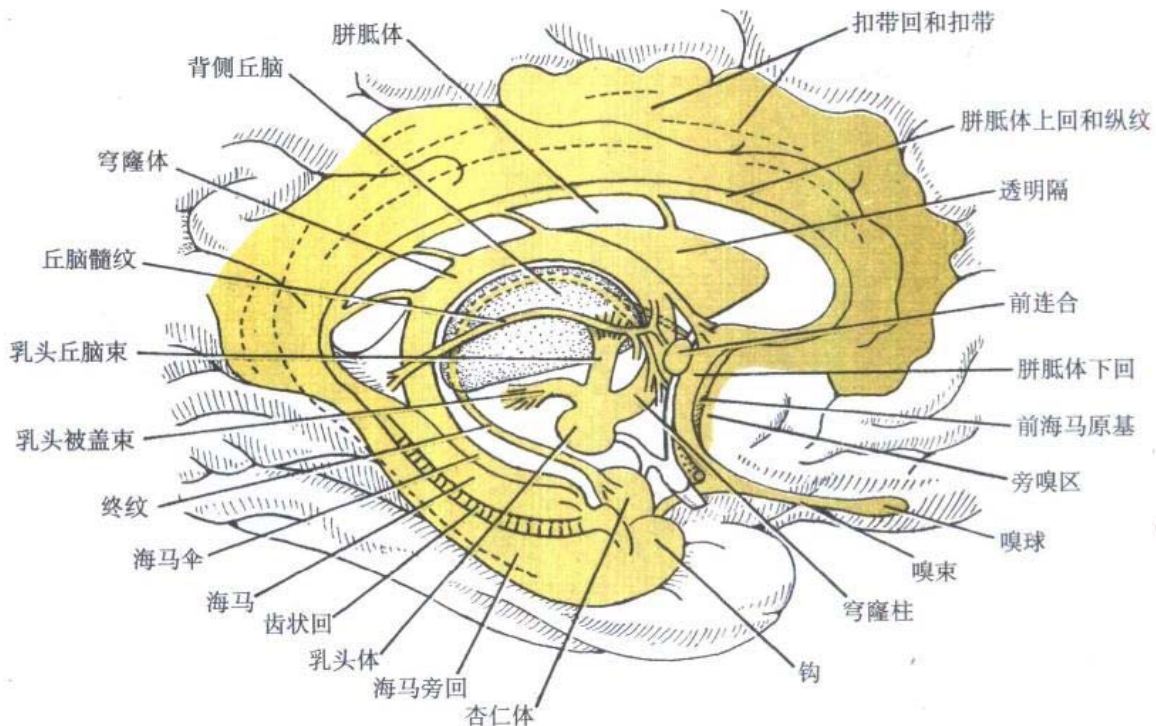 胼胝体
背侧丘脑
穹窿体
丘脑髓纹
乳头丘脑束
乳头被盖束
终纹
海马伞
海马
齿状回
乳头体
海马旁回
杏仁体
扣带回和扣带
胼胝体上回和纵纹
透明隔
前连合
胼胝体下回
前海马原基
旁嗅区
嗅球
嗅束
穹窿柱
钩